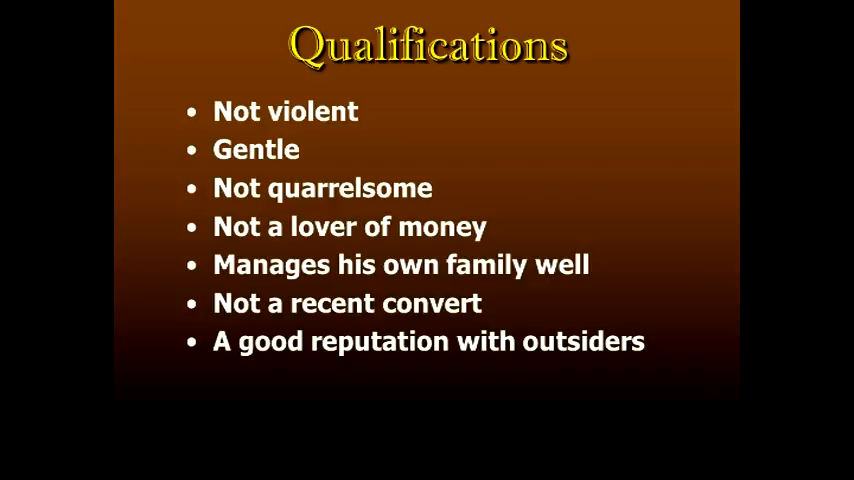 Qualifications
• Not violent
• Gentle
• Not quarrelsome
• Not a lover of money
• Manages his own family well
• Not a recent convert
• A good reputation with outsiders